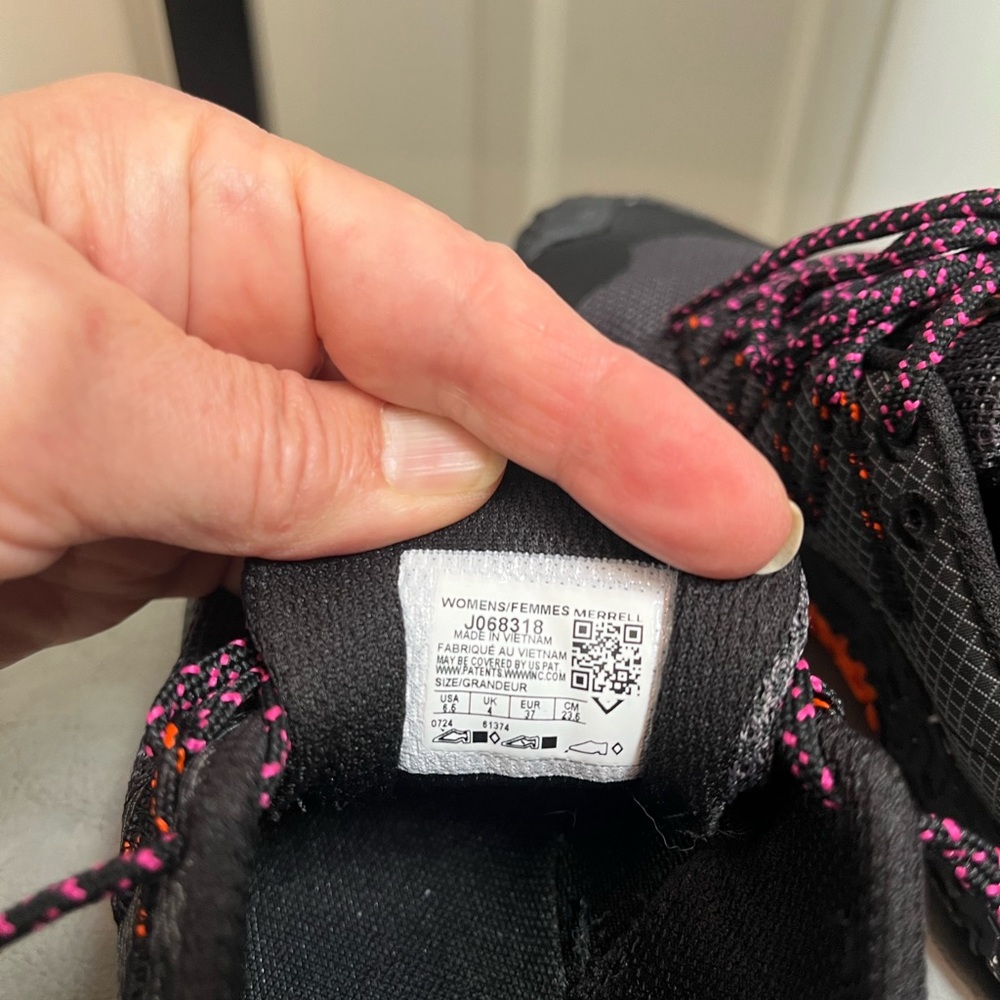 WOMENS/FEMMES MERRELL
J068318
MADE IN VIETNAM
FABRIQUÉ AU VIETNAM
MAY BE COVERED BY US PAT
WWW.PATENTS.WWWINC.COM
SIZE/GRANDEUR
USA UK EUR CM
6.5 4 37 23.5
0724 61374